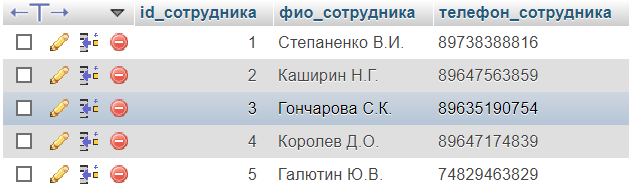 id_сотрудника фио_сотрудника телефон_сотрудника
1 Степаненко В.И. 89738388816
2 Каширин Н.Г. 89647563859
3 Гончарова С.К. 89635190754
4 Королев Д.О. 89647174839
5 Галютин Ю.В. 74829463829